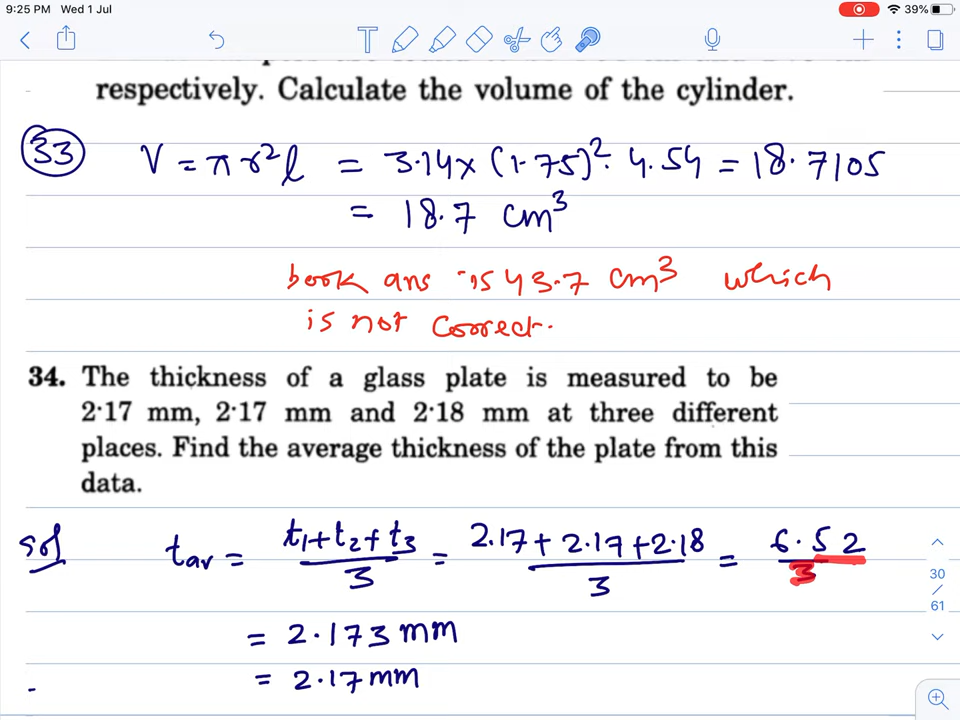 9:25 PM Wed 1 Jul 39%
respectively. Calculate the volume of the cylinder.
33 V = πr²l = 3.14 x (1.75)². 4.54 = 18.7105
= 18.7 cm³
book ans is 43.7 cm³ which
is not correct.
34. The thickness of a glass plate is measured to be
2·17 mm, 2·17 mm and 2·18 mm at three different
places. Find the average thickness of the plate from this
data.
sol tav = t1+t2+t3/3 = 2.17+2.17+2.18/3 = 6.52/3
30
/
61
= 2.173 mm
= 2.17 mm